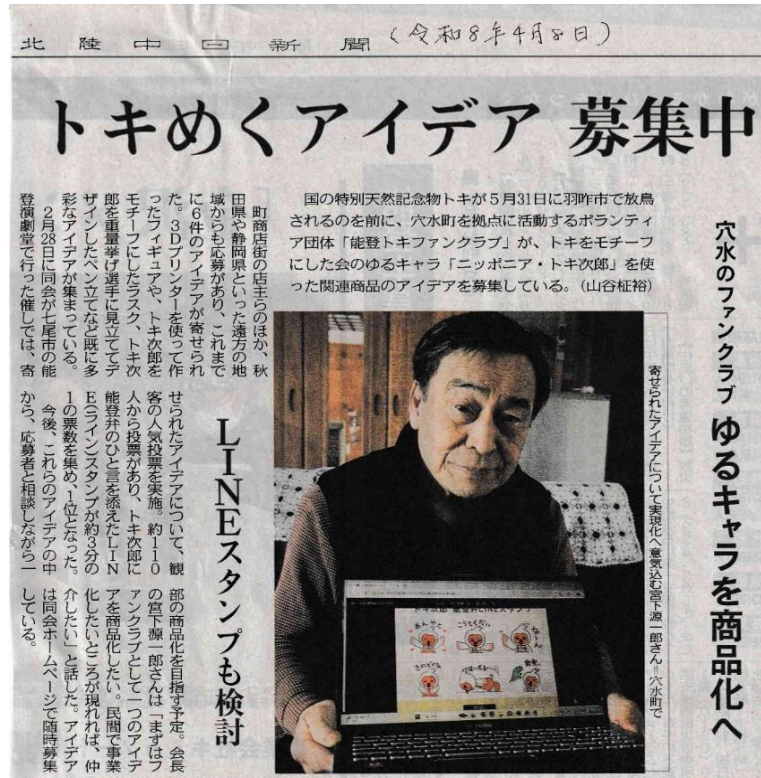 北陸中日新聞
(令和8年4月8日)
トキめくアイデア 募集中
穴水のファンクラブ ゆるキャラを商品化へ
国の特別天然記念物トキが5月31日に羽咋市で放鳥
されるのを前に、穴水町を拠点に活動するボランティ
ア団体「能登トキファンクラブ」が、トキをモチーフ
にした会のゆるキャラ「ニッポニア・トキ次郎」を使
った関連商品のアイデアを募集している。(山谷柾裕)
町商店街の店主らのほか、秋
田県や静岡県といった遠方の地
域からも応募があり、これまで
に6件のアイデアが寄せられ
た。3Dプリンターを使って作
ったフィギュアや、トキ次郎を
モチーフにしたラスク、トキ次
郎を重量挙げ選手に見立ててデ
ザインしたペン立てなど既に多
彩なアイデアが集まっている。
2月28日に同会が七尾市の能
登演劇堂で行った催しでは、寄
LINEスタンプも検討
せられたアイデアについて、観
客の人気投票を実施。約110
人から投票があり、トキ次郎に
能登弁のひと言を添えたLIN
E(ライン)スタンプが約3分の
1の票数を集め、1位となった。
今後、これらのアイデアの中
から、応募者と相談しながら一
部の商品化を目指す予定。会長
の宮下源一郎さんは「まずはフ
ァンクラブとして一つのアイデ
アを商品化したい。民間で事業
化したいところが現れれば、仲
介したい」と話した。アイデア
は同会ホームページで随時募集
している。
寄せられたアイデアについて実現化へ意気込む宮下源一郎さん=穴水町で
トキ次郎 能登弁LINEスタンプ
あんやと